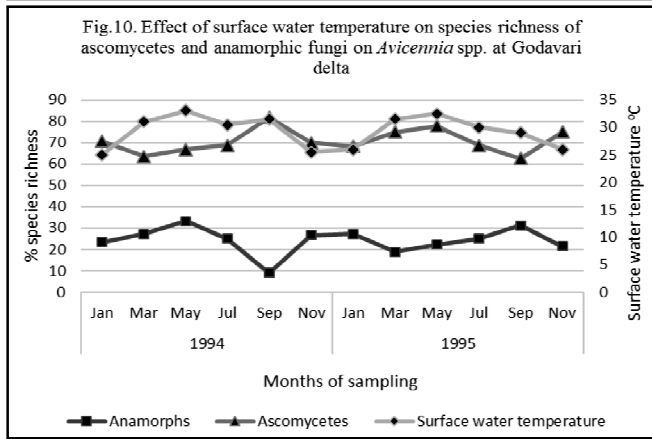 Fig.10. Effect of surface water temperature on species richness of
ascomycetes and anamorphic fungi on Avicennia spp. at Godavari
delta
90
80
70
60
50
40
30
20
10
0
% species richness
35
30
25
20
15
10
5
0
Surface water temperature ºC
Jan Mar May Jul Sep Nov Jan Mar May Jul Sep Nov
1994 1995
Months of sampling
Anamorphs Ascomycetes Surface water temperature